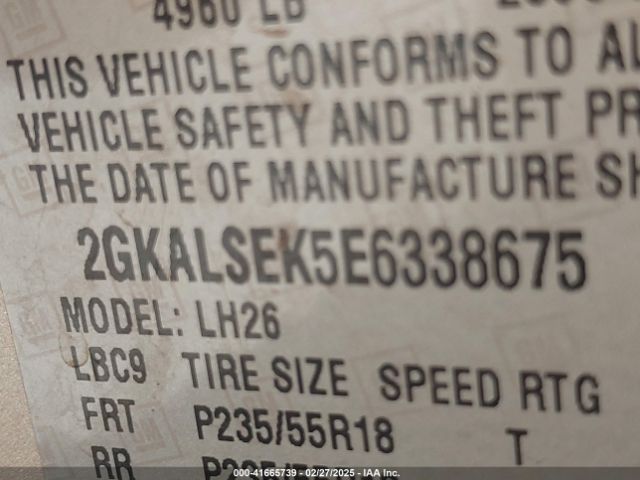 4960 LB
THIS VEHICLE CONFORMS TO AL
VEHICLE SAFETY AND THEFT PR
THE DATE OF MANUFACTURE SH
2GKALSEK5E6338675
MODEL: LH26
LBC9 TIRE SIZE SPEED RTG
FRT P235/55R18 T
RR
000-41665739 - 02/27/2025 - IAA Inc.